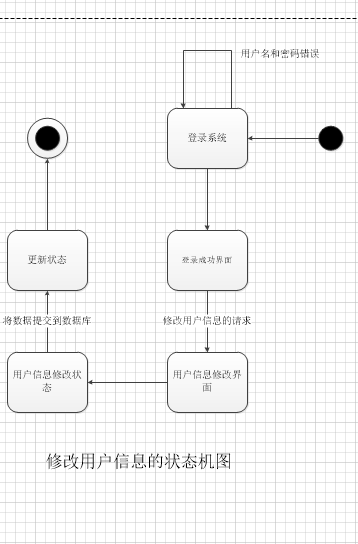 用户名和密码错误
登录系统
更新状态
登录成功界面
将数据提交到数据库
修改用户信息的请求
用户信息修改状
态
用户信息修改界
面
修改用户信息的状态机图